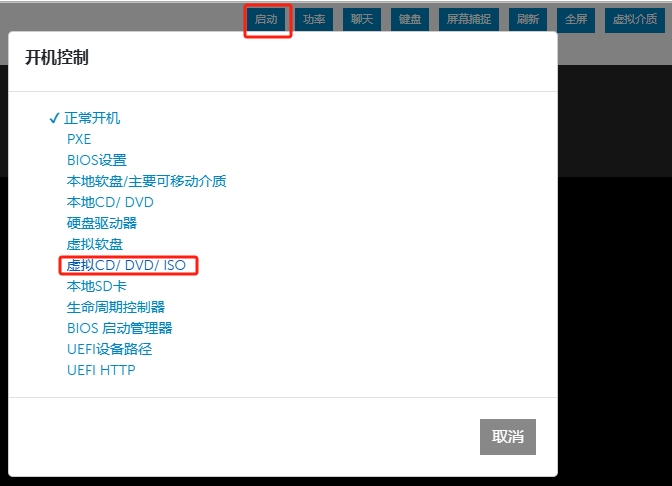 启动 功率 聊天 键盘 屏幕捕捉 刷新 全屏 虚拟介质
开机控制
✓ 正常开机
PXE
BIOS设置
本地软盘/主要可移动介质
本地CD/ DVD
硬盘驱动器
虚拟软盘
虚拟CD/ DVD/ ISO
本地SD卡
生命周期控制器
BIOS 启动管理器
UEFI设备路径
UEFI HTTP
取消